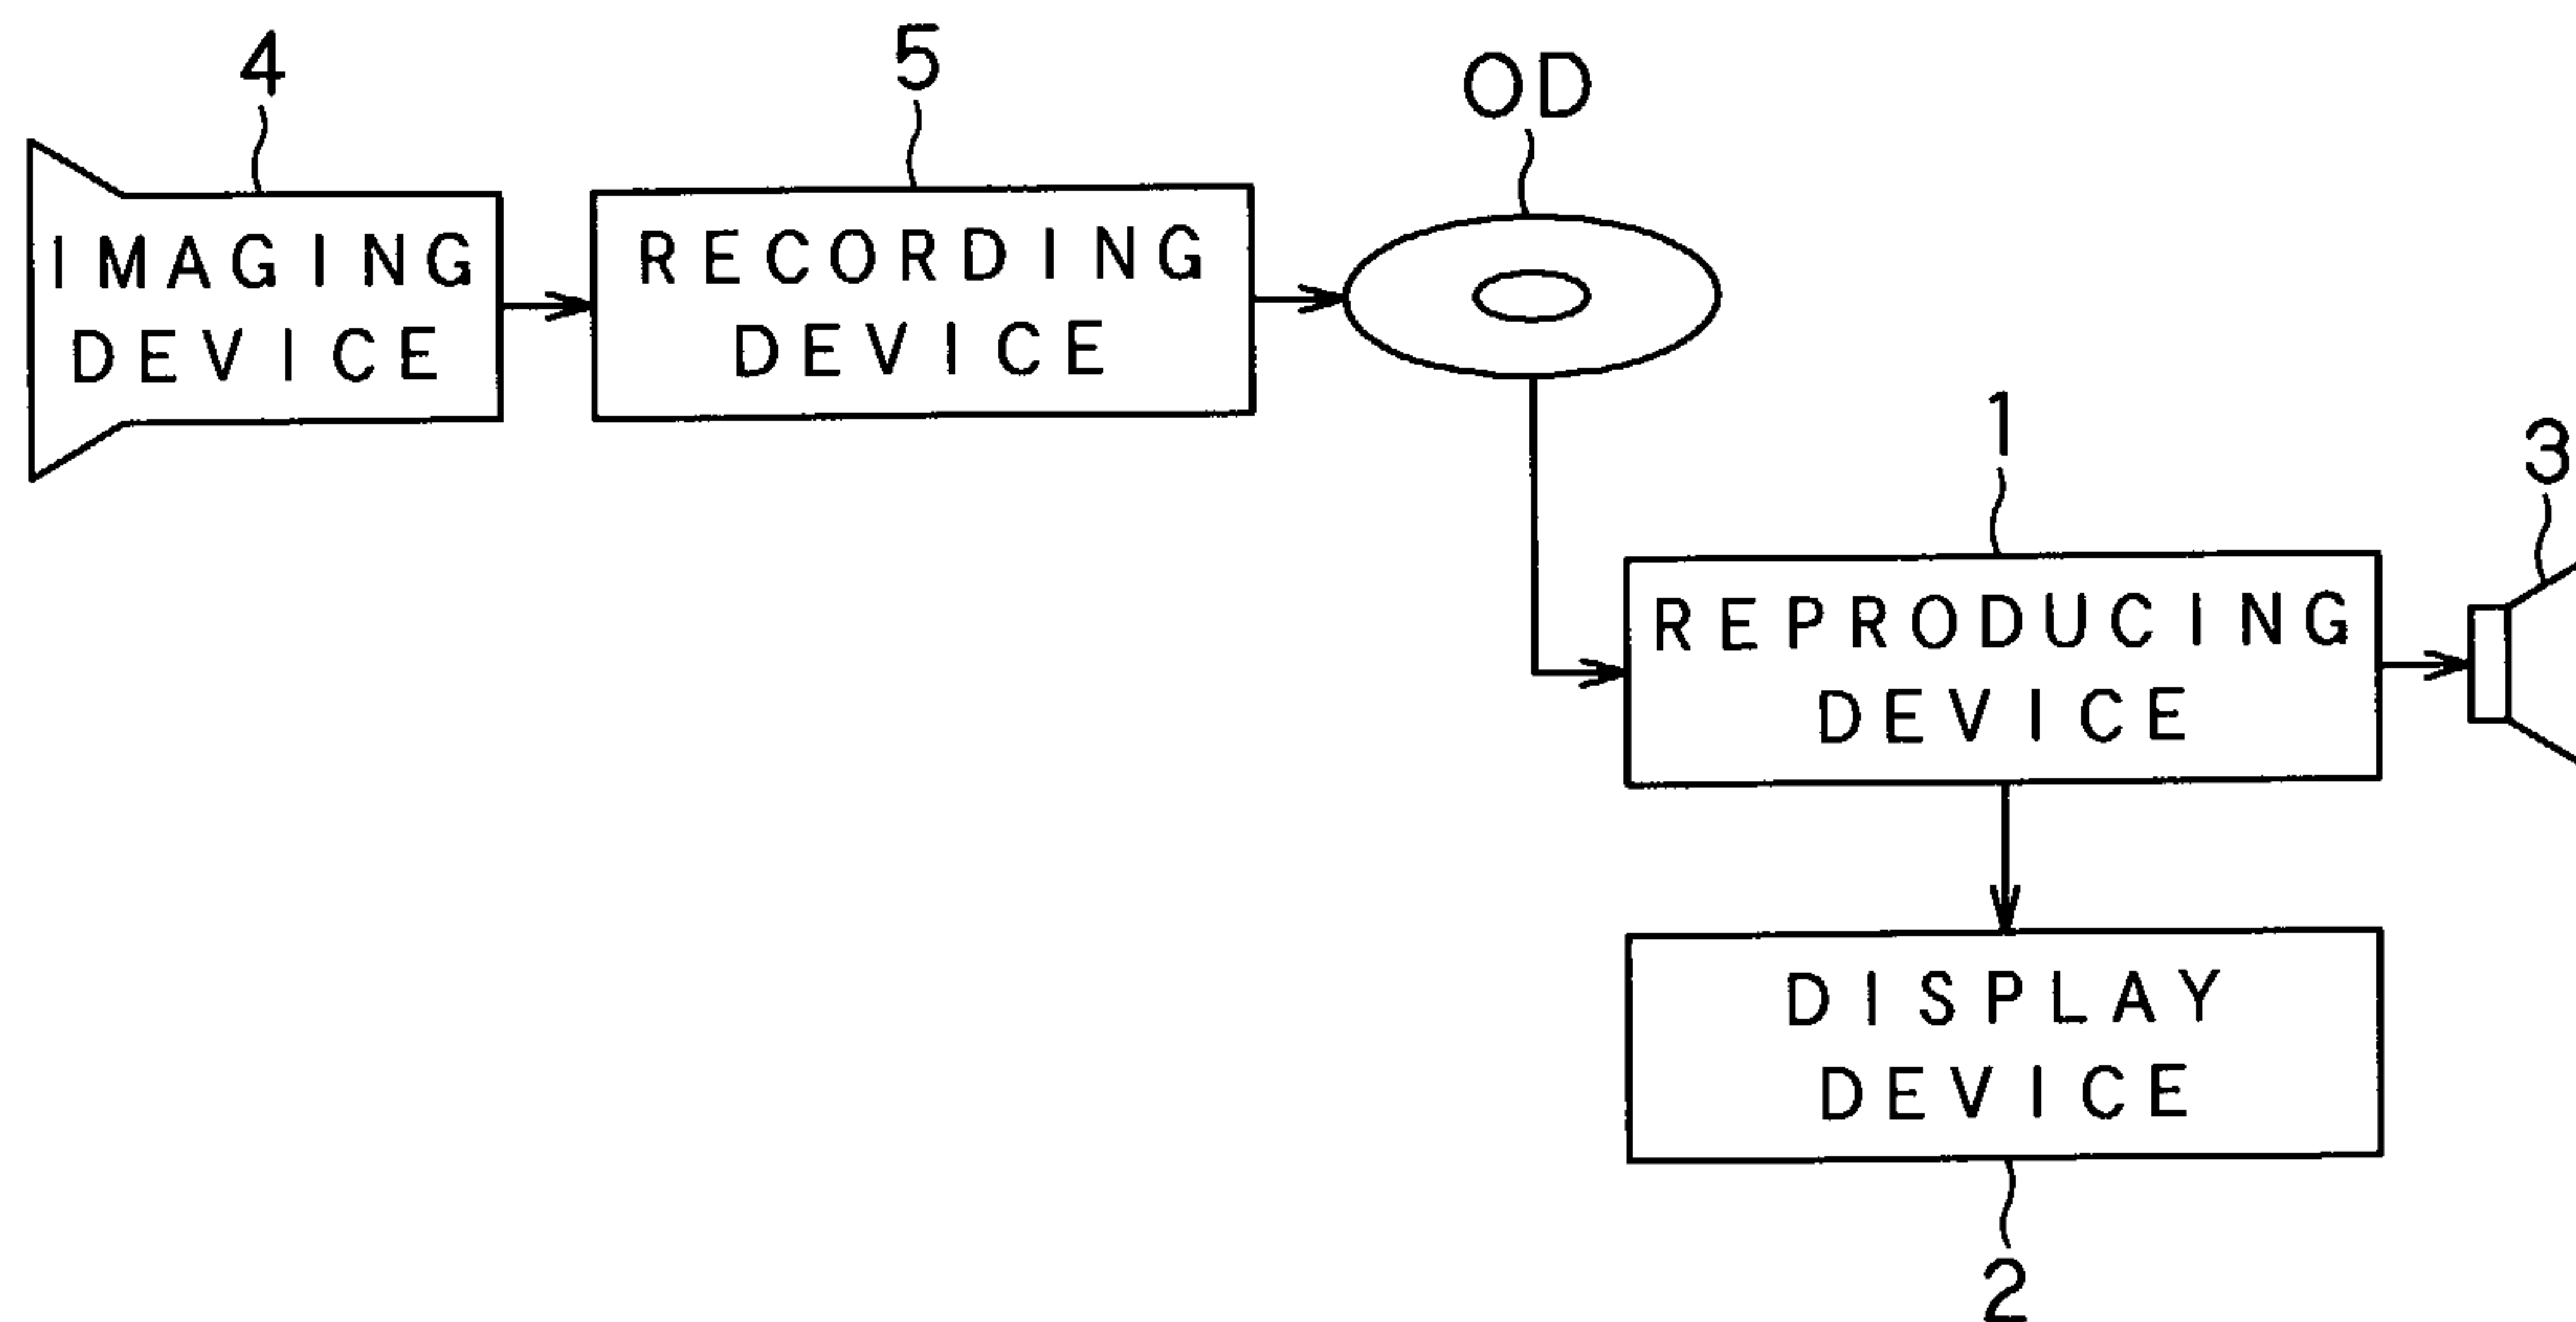 4
5
OD
IMAGING
DEVICE
RECORDING
DEVICE
1
3
REPRODUCING
DEVICE
DISPLAY
DEVICE
2